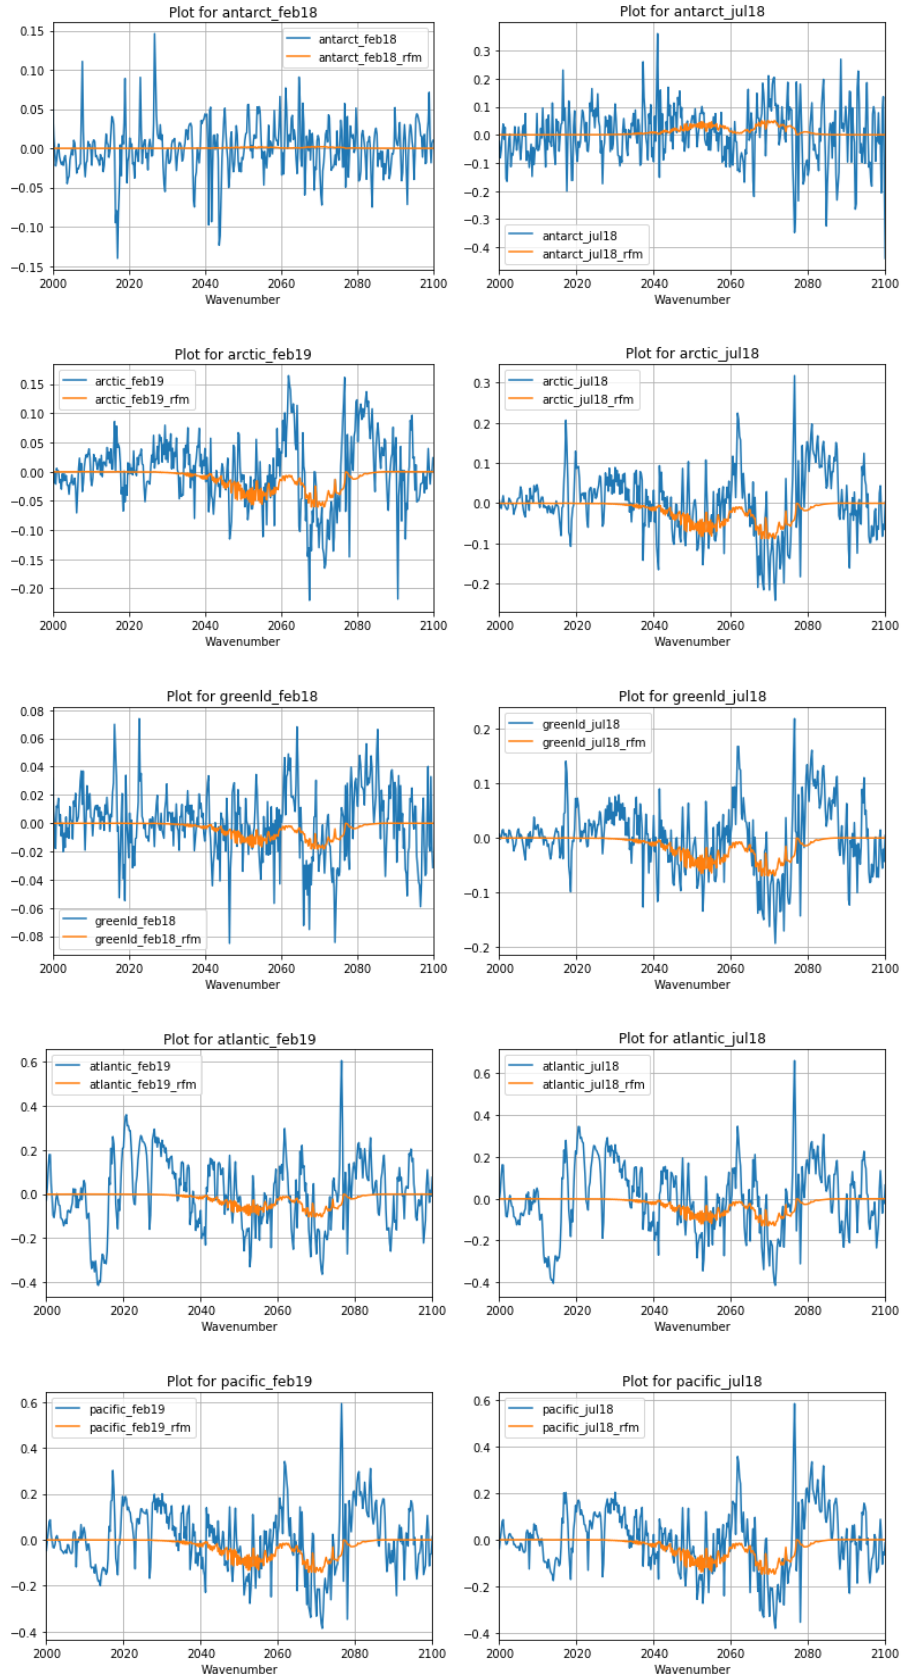 Plot for antarct_feb18
0.15
0.10
0.05
0.00
−0.05
−0.10
−0.15
antarct_feb18
antarct_feb18_rfm
2000 2020 2040 2060 2080 2100
Wavenumber
Plot for antarct_jul18
0.3
0.2
0.1
0.0
−0.1
−0.2
−0.3
−0.4
antarct_jul18
antarct_jul18_rfm
2000 2020 2040 2060 2080 2100
Wavenumber
Plot for arctic_feb19
0.15
0.10
0.05
0.00
−0.05
−0.10
−0.15
−0.20
arctic_feb19
arctic_feb19_rfm
2000 2020 2040 2060 2080 2100
Wavenumber
Plot for arctic_jul18
0.3
0.2
0.1
0.0
−0.1
−0.2
arctic_jul18
arctic_jul18_rfm
2000 2020 2040 2060 2080 2100
Wavenumber
Plot for greenld_feb18
0.08
0.06
0.04
0.02
0.00
−0.02
−0.04
−0.06
−0.08
greenld_feb18
greenld_feb18_rfm
2000 2020 2040 2060 2080 2100
Wavenumber
Plot for greenld_jul18
0.2
0.1
0.0
−0.1
−0.2
greenld_jul18
greenld_jul18_rfm
2000 2020 2040 2060 2080 2100
Wavenumber
Plot for atlantic_feb19
0.6
0.4
0.2
0.0
−0.2
−0.4
atlantic_feb19
atlantic_feb19_rfm
2000 2020 2040 2060 2080 2100
Wavenumber
Plot for atlantic_jul18
0.6
0.4
0.2
0.0
−0.2
−0.4
atlantic_jul18
atlantic_jul18_rfm
2000 2020 2040 2060 2080 2100
Wavenumber
Plot for pacific_feb19
0.6
0.4
0.2
0.0
−0.2
−0.4
pacific_feb19
pacific_feb19_rfm
2000 2020 2040 2060 2080 2100
Wavenumber
Plot for pacific_jul18
0.6
0.4
0.2
0.0
−0.2
−0.4
pacific_jul18
pacific_jul18_rfm
2000 2020 2040 2060 2080 2100
Wavenumber